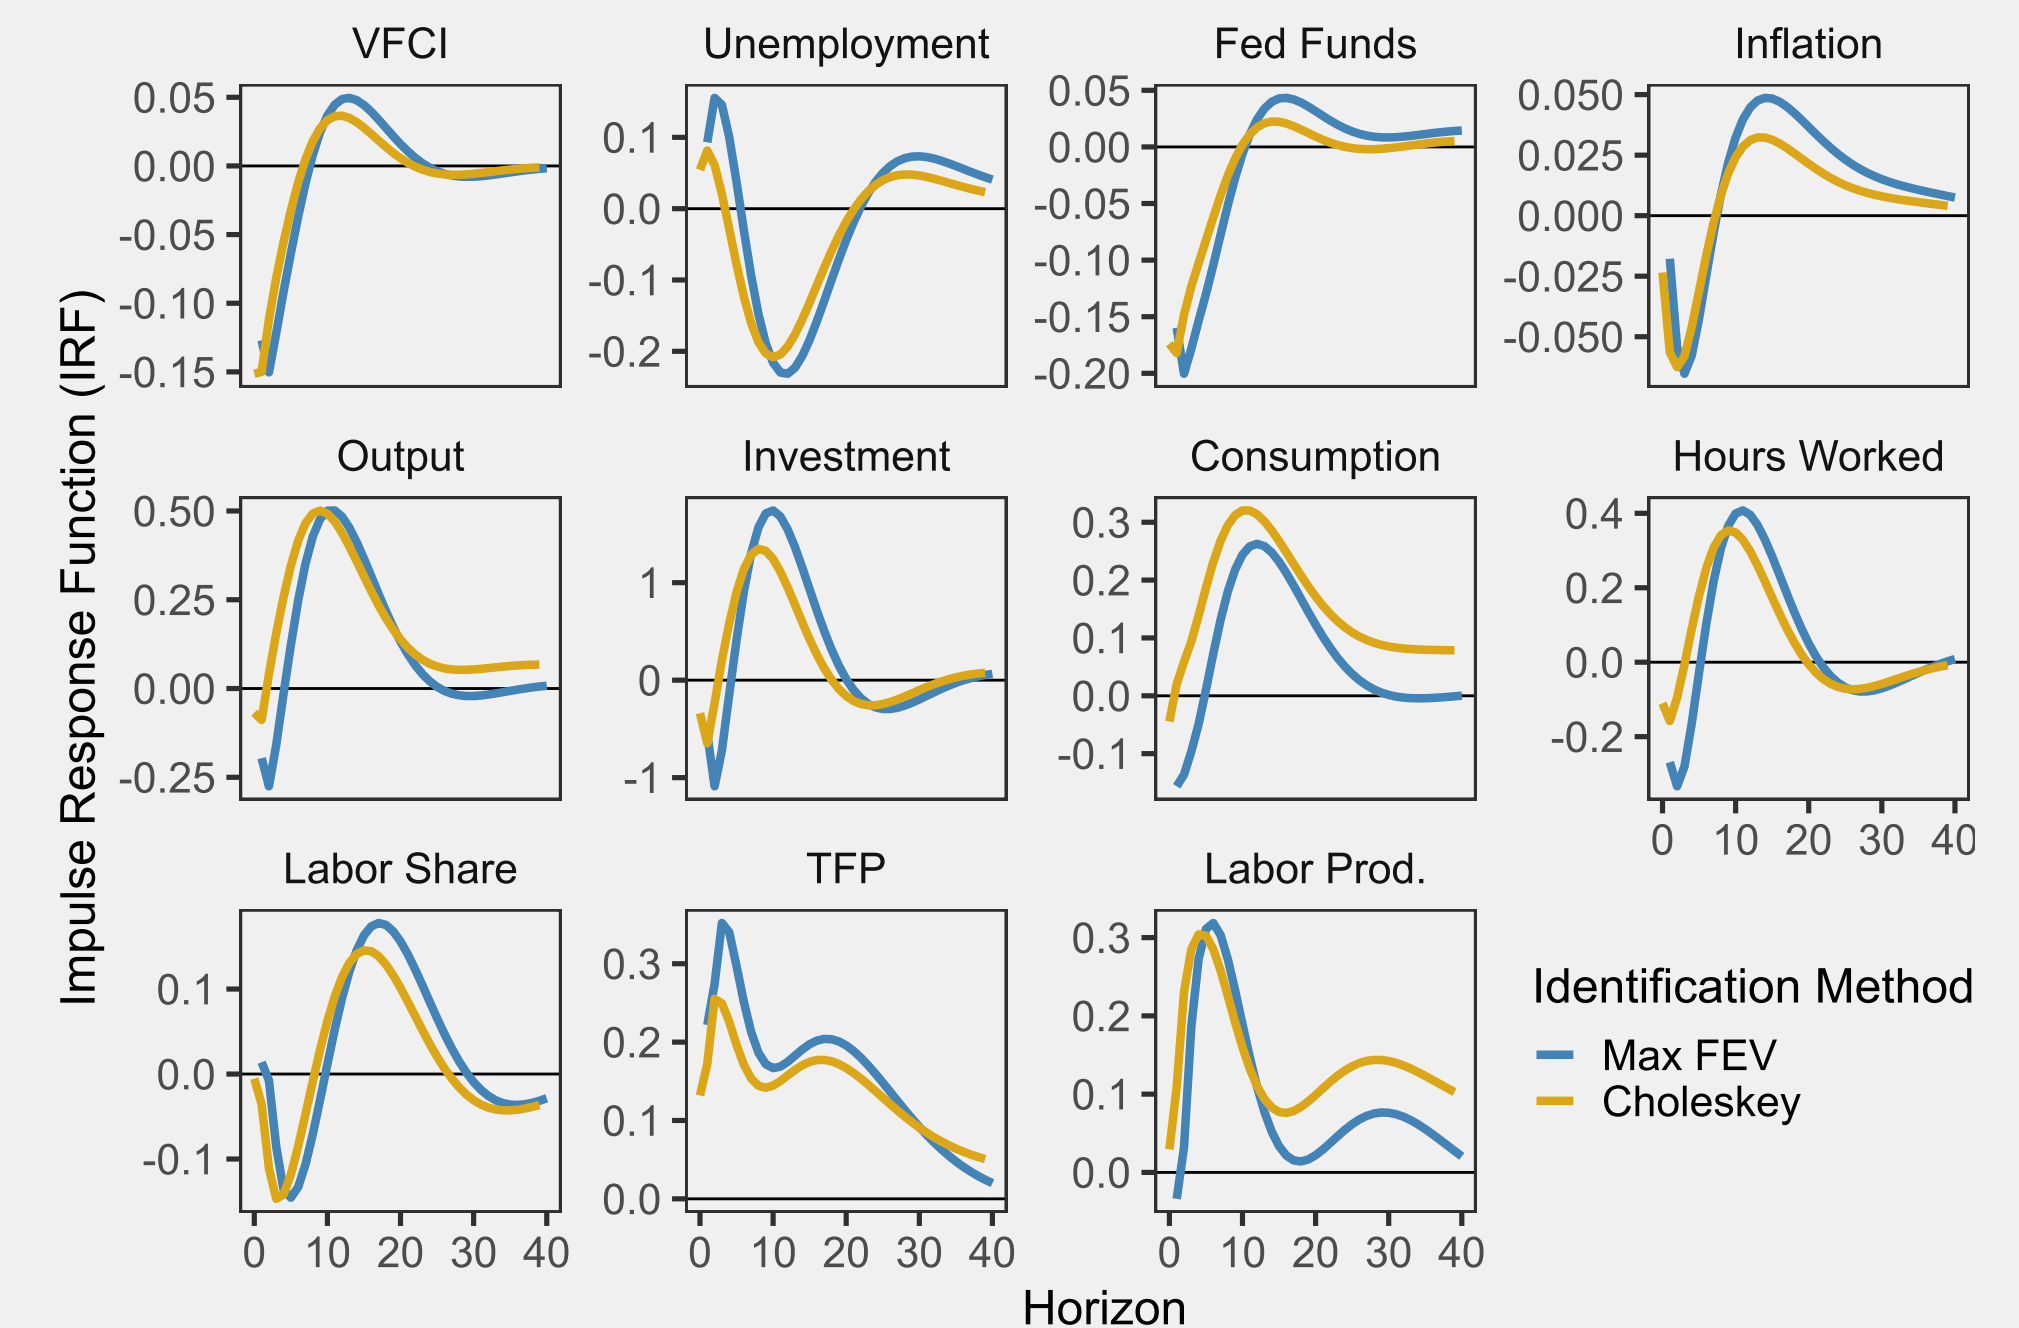 VFCI
Unemployment
Fed Funds
Inflation
0.05
0.00
-0.05
-0.10
-0.15
0.1
0.0
-0.1
-0.2
0.05
0.00
-0.05
-0.10
-0.15
-0.20
0.050
0.025
0.000
-0.025
-0.050
Impulse Response Function (IRF)
Output
Investment
Consumption
Hours Worked
0.50
0.25
0.00
-0.25
1
0
-1
0.3
0.2
0.1
0.0
-0.1
0.4
0.2
0.0
-0.2
0 10 20 30 40
Labor Share
TFP
Labor Prod.
0.1
0.0
-0.1
0 10 20 30 40
0.3
0.2
0.1
0.0
0 10 20 30 40
0.3
0.2
0.1
0.0
0 10 20 30 40
Identification Method
Max FEV
Choleskey
Horizon